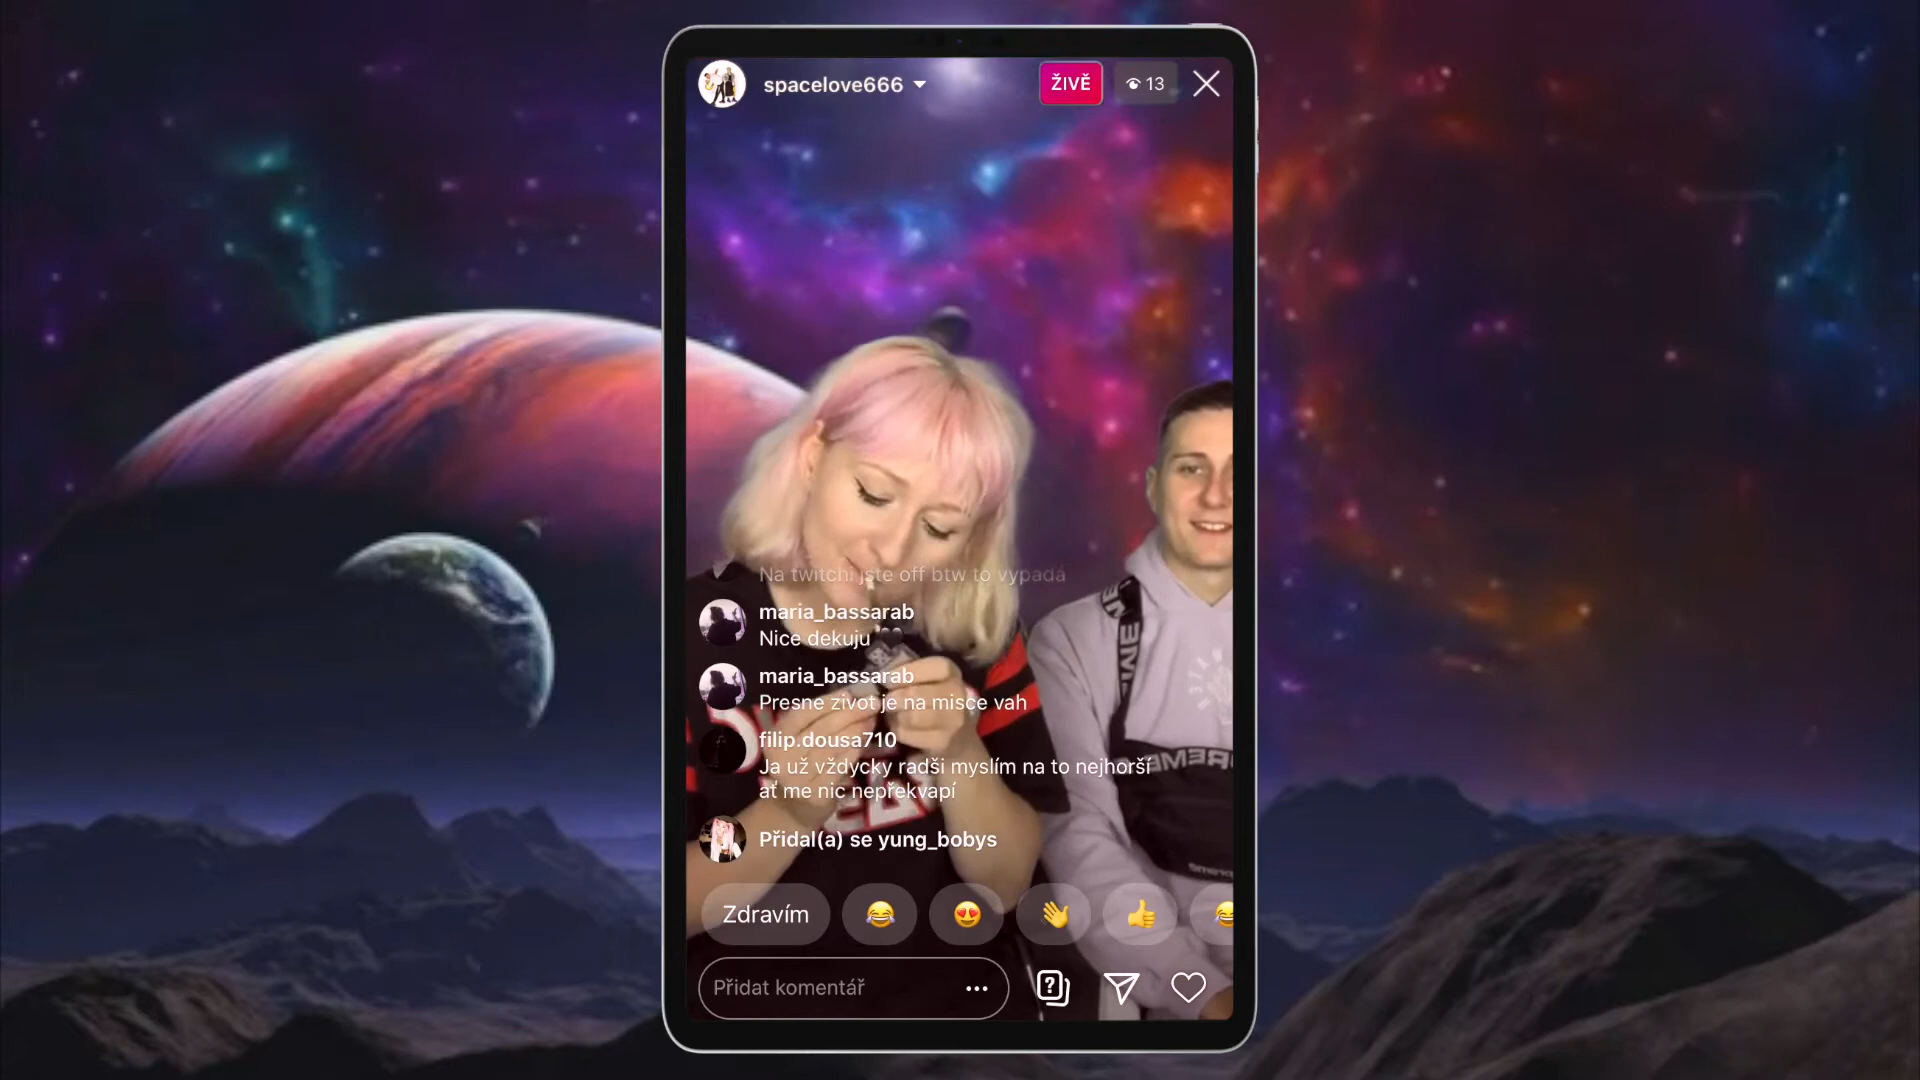 spacelove666
ŽIVĚ
13
Na twitchi jste off btw to vypadá
maria_bassarab
Nice dekuju
maria_bassarab
Presne zivot je na misce vah
filip.dousa710
Ja už vždycky radši myslím na to nejhorší
ať me nic nepřekvapí
Přidal(a) se yung_bobys
Zdravím
Přidat komentář